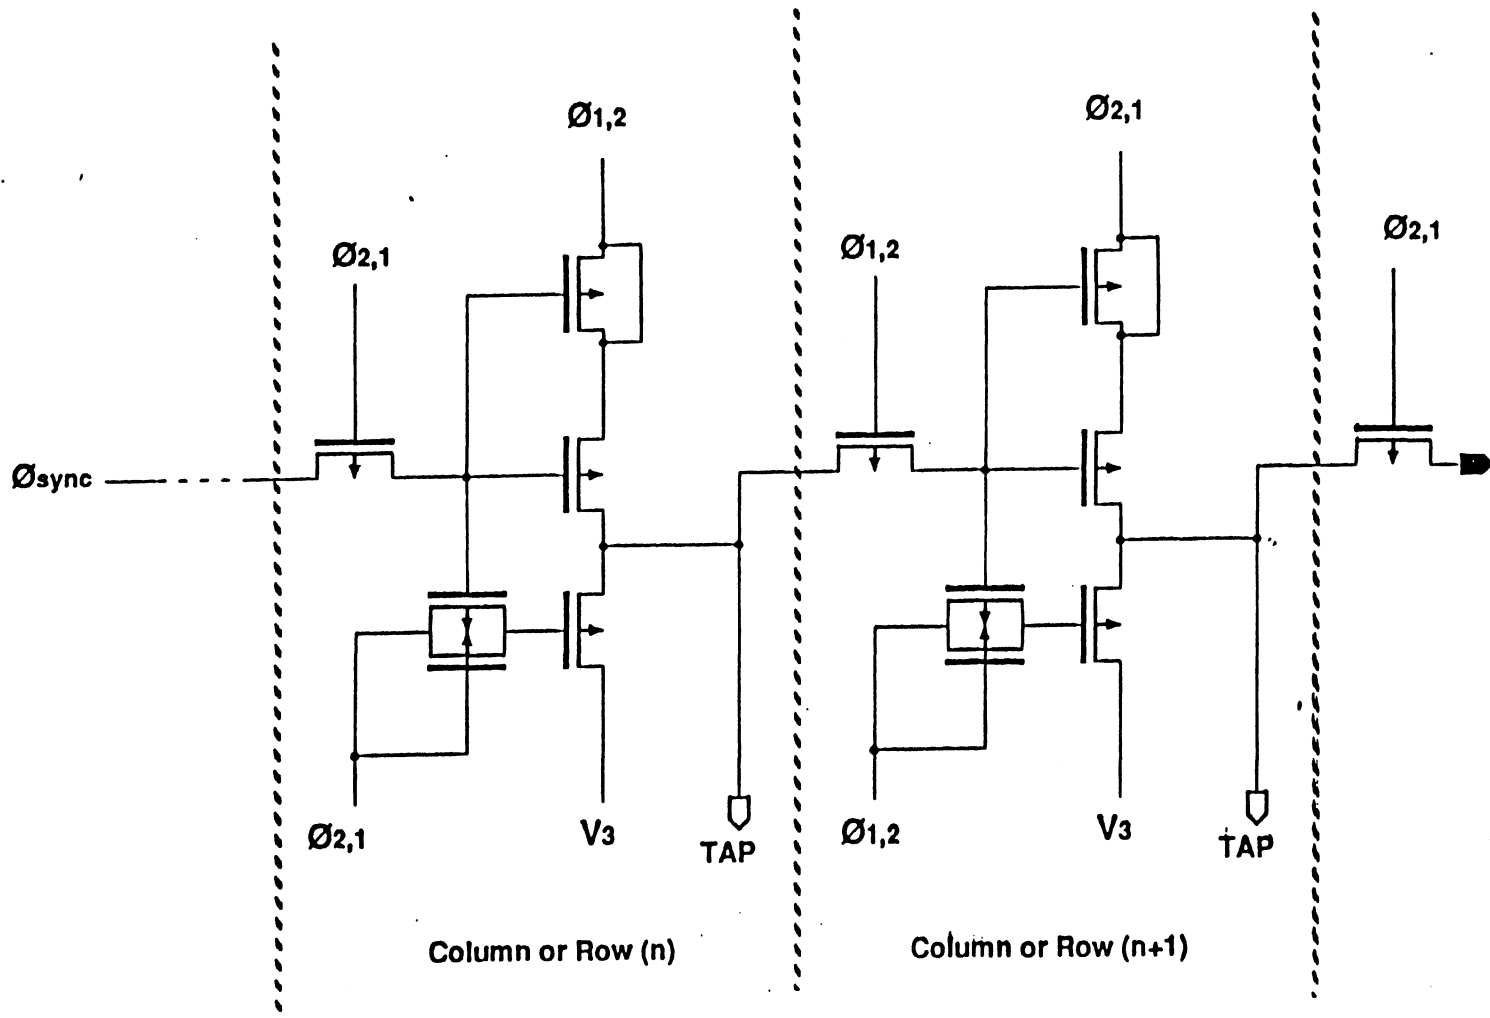 Ø1,2
Ø2,1
Ø2,1
Ø1,2
Ø2,1
Øsync
Ø2,1
V3
TAP
Ø1,2
V3
TAP
Column or Row (n)
Column or Row (n+1)